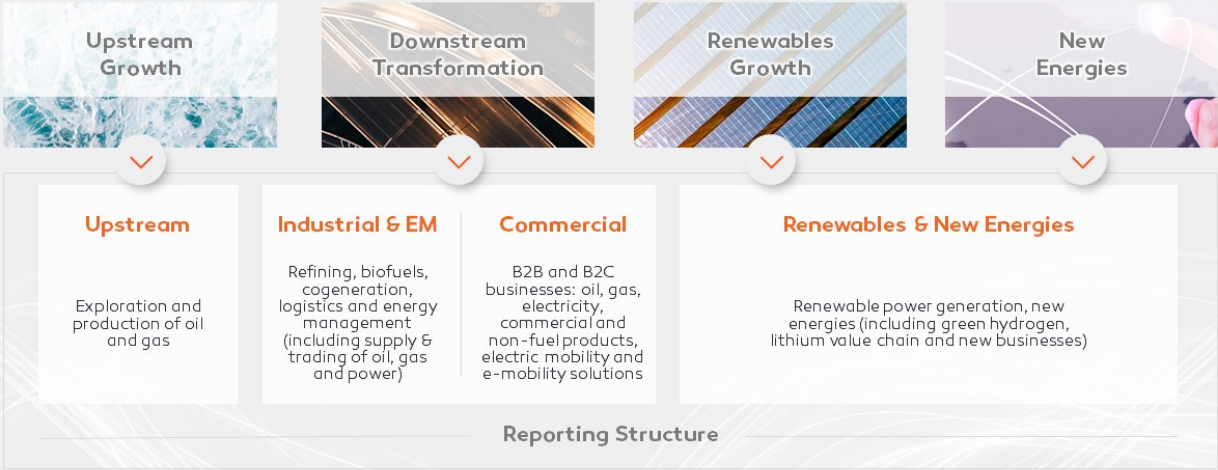 Upstream
Growth
Downstream
Transformation
Renewables
Growth
New
Energies
Upstream
Exploration and
production of oil
and gas
Industrial & EM
Refining, biofuels,
cogeneration,
logistics and energy
management
(including supply &
trading of oil, gas
and power)
Commercial
B2B and B2C
businesses: oil, gas,
electricity,
commercial and
non-fuel products,
electric mobility and
e-mobility solutions
Renewables & New Energies
Renewable power generation, new
energies (including green hydrogen,
lithium value chain and new businesses)
Reporting Structure